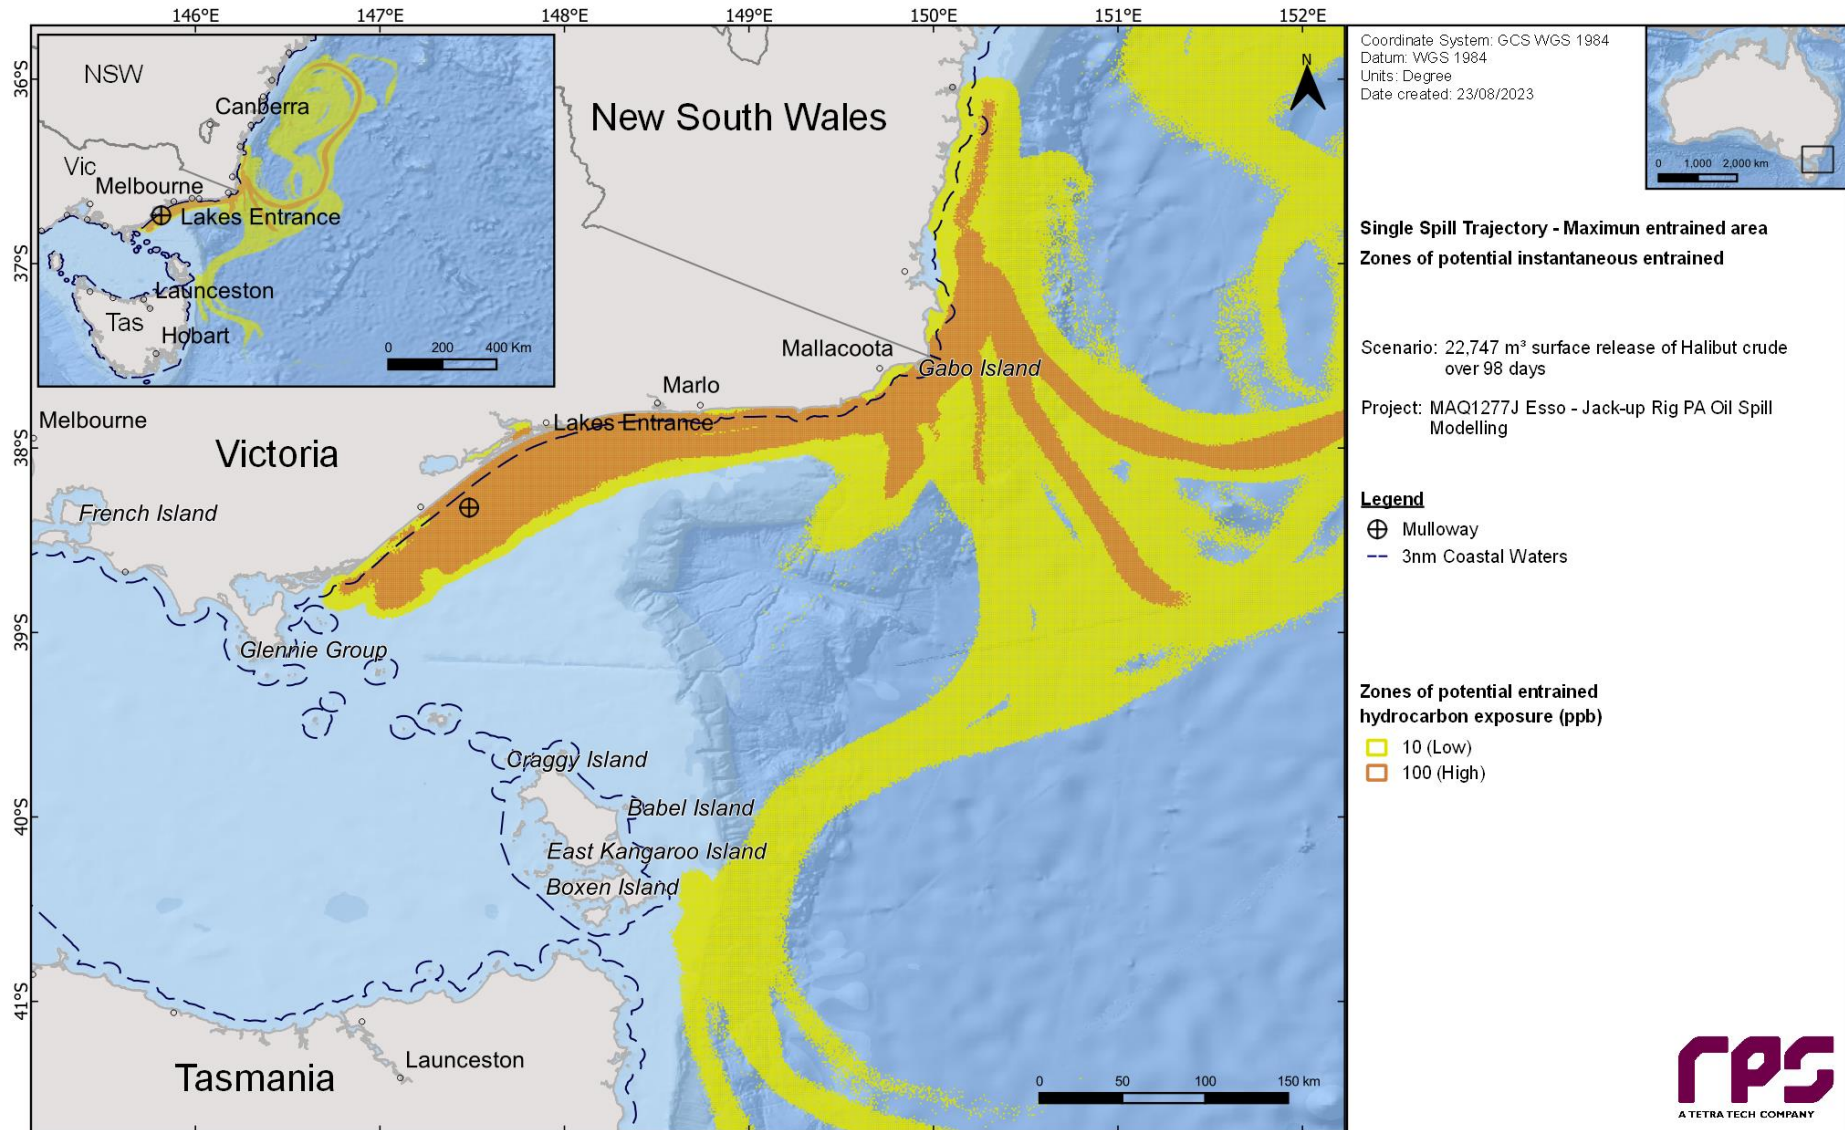 146°E 147°E 148°E 149°E 150°E 151°E 152°E
36°S
37°S
38°S
39°S
40°S
41°S
NSW
Canberra
Vic
Melbourne
Lakes Entrance
Launceston
Tas
Hobart
0 200 400 Km
New South Wales
N
Mallacoota
Gabo Island
Marlo
Lakes Entrance
Melbourne
Victoria
French Island
Glennie Group
Craggy Island
Babel Island
East Kangaroo Island
Boxen Island
Launceston
Tasmania
0 50 100 150 km
Coordinate System: GCS WGS 1984
Datum: WGS 1984
Units: Degree
Date created: 23/08/2023
0 1,000 2,000 km
Single Spill Trajectory - Maximun entrained area
Zones of potential instantaneous entrained
Scenario: 22,747 m³ surface release of Halibut crude
over 98 days
Project: MAQ1277J Esso - Jack-up Rig PA Oil Spill
Modelling
Legend
Mulloway
3nm Coastal Waters
Zones of potential entrained
hydrocarbon exposure (ppb)
10 (Low)
100 (High)
rps
A TETRA TECH COMPANY